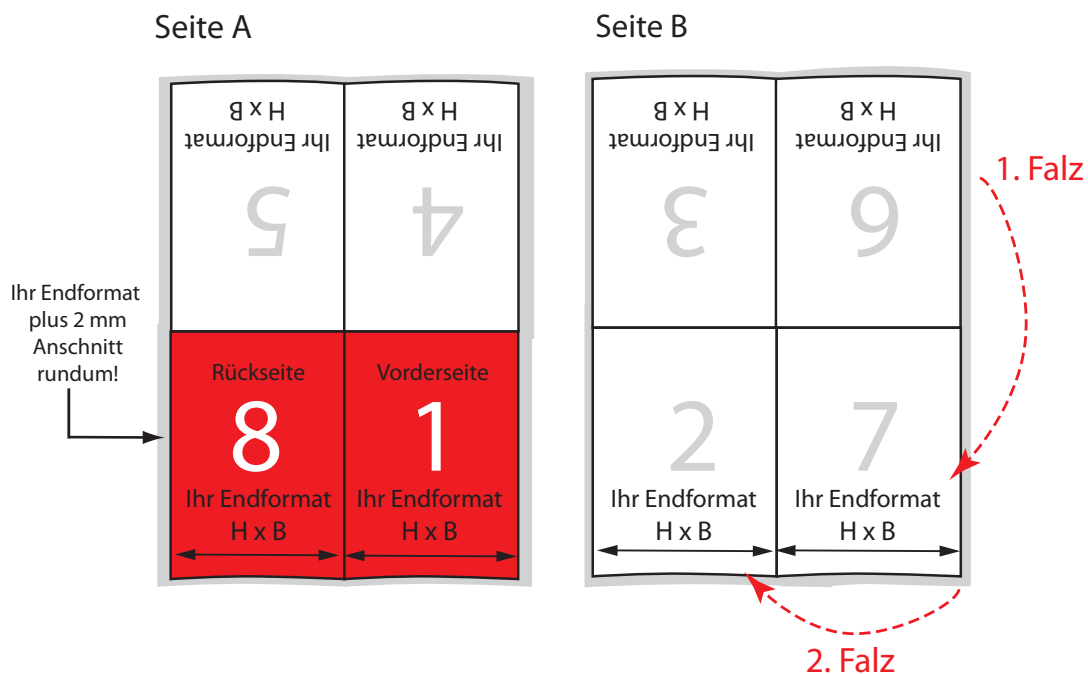 Seite A
Seite B
Ihr Endformat
H x B
5
Ihr Endformat
H x B
4
Ihr Endformat
H x B
3
Ihr Endformat
H x B
6
1. Falz
Ihr Endformat
plus 2 mm
Anschnitt
rundum!
Rückseite
8
Ihr Endformat
H x B
Vorderseite
1
Ihr Endformat
H x B
2
Ihr Endformat
H x B
7
Ihr Endformat
H x B
2. Falz